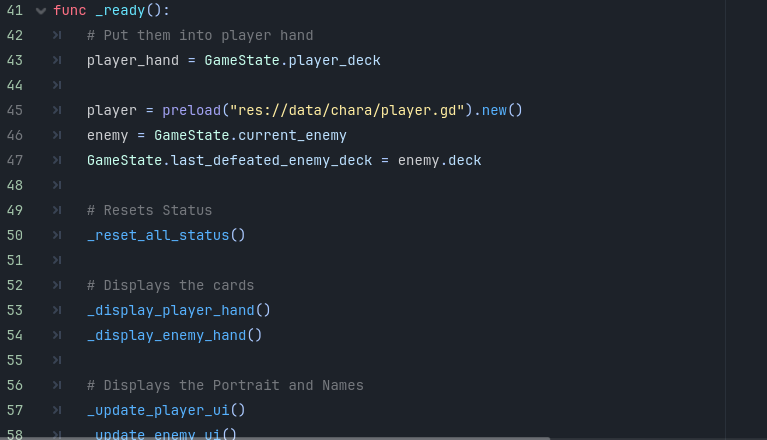 41 func _ready():
42 # Put them into player hand
43 player_hand = GameState.player_deck
44
45 player = preload("res://data/chara/player.gd").new()
46 enemy = GameState.current_enemy
47 GameState.last_defeated_enemy_deck = enemy.deck
48
49 # Resets Status
50 _reset_all_status()
51
52 # Displays the cards
53 _display_player_hand()
54 _display_enemy_hand()
55
56 # Displays the Portrait and Names
57 _update_player_ui()
58 _update_enemy_ui()